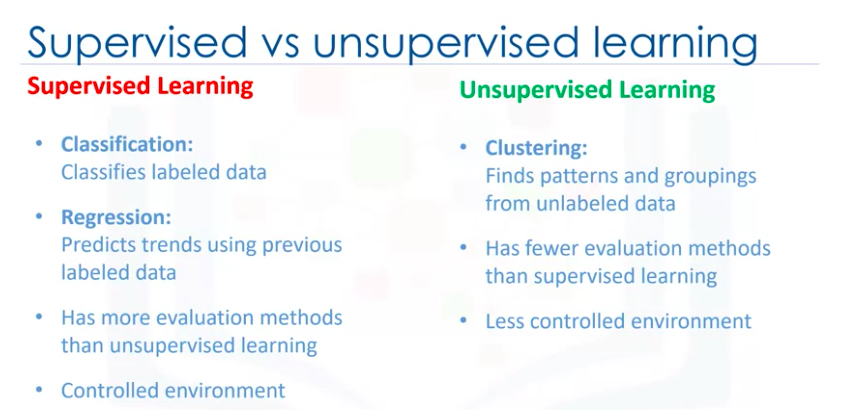 Supervised vs unsupervised learning
Supervised Learning
• Classification:
Classifies labeled data
• Regression:
Predicts trends using previous
labeled data
• Has more evaluation methods
than unsupervised learning
• Controlled environment
Unsupervised Learning
• Clustering:
Finds patterns and groupings
from unlabeled data
• Has fewer evaluation methods
than supervised learning
• Less controlled environment